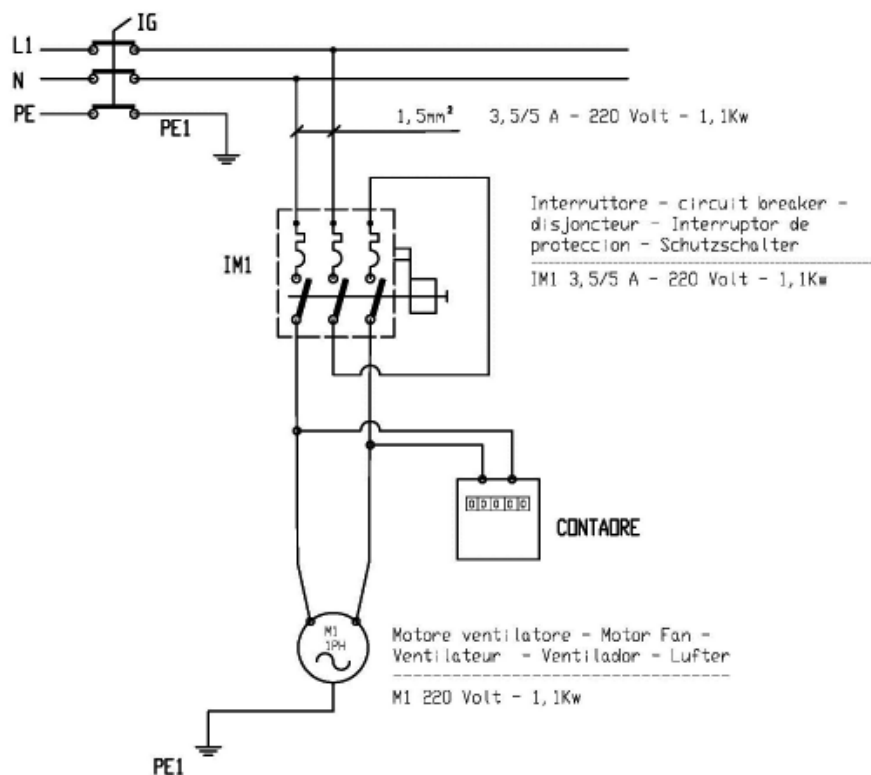 IG
L1
N
PE
PE1
1,5mm² 3,5/5 A - 220 Volt - 1,1Kw
Interruttore - circuit breaker -
disjoncteur - Interruptor de
proteccion - Schutzschalter
IM1
IM1 3,5/5 A - 220 Volt - 1,1Kw
00000
CONTAORE
M1
1PH
Motore ventilatore - Motor Fan -
Ventilateur - Ventilador - Lufter
M1 220 Volt - 1,1Kw
PE1